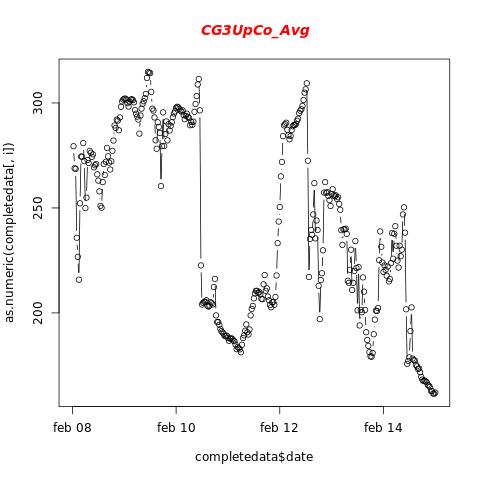 CG3UpCo_Avg
as.numeric(completedata[, i])
300
250
200
feb 08
feb 10
feb 12
feb 14
completedata$date